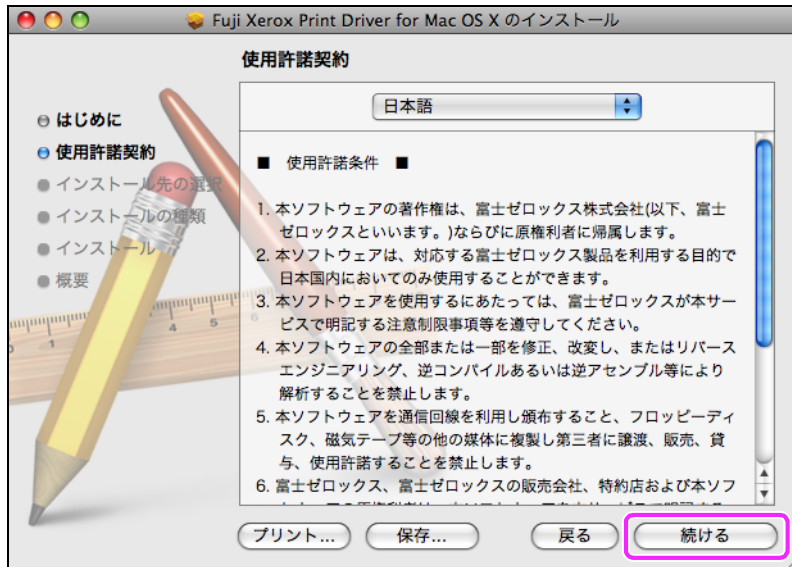 Fuji Xerox Print Driver for Mac OS X のインストール
使用許諾契約
はじめに
使用許諾契約
インストール先の選択
インストールの種類
インストール
概要
日本語
■ 使用許諾条件 ■
1. 本ソフトウェアの著作権は、富士ゼロックス株式会社(以下、富士
ゼロックスといいます。)ならびに原権利者に帰属します。
2. 本ソフトウェアは、対応する富士ゼロックス製品を利用する目的で
日本国内においてのみ使用することができます。
3. 本ソフトウェアを使用するにあたっては、富士ゼロックスが本サー
ビスで明記する注意制限事項等を遵守してください。
4. 本ソフトウェアの全部または一部を修正、改変し、またはリバース
エンジニアリング、逆コンパイルあるいは逆アセンブル等により
解析することを禁止します。
5. 本ソフトウェアを通信回線を利用し頒布すること、フロッピーディ
スク、磁気テープ等の他の媒体に複製し第三者に譲渡、販売、貸
与、使用許諾することを禁止します。
6. 富士ゼロックス、富士ゼロックスの販売会社、特約店および本ソフ
プリント...
保存...
戻る
続ける
1
4
5
6